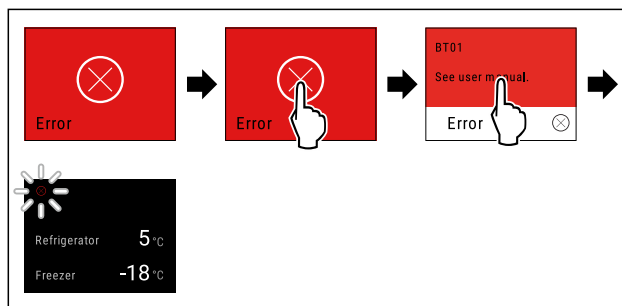 Error
Error
BT01
See user manual.
Error
Refrigerator 5 °C
Freezer -18 °C